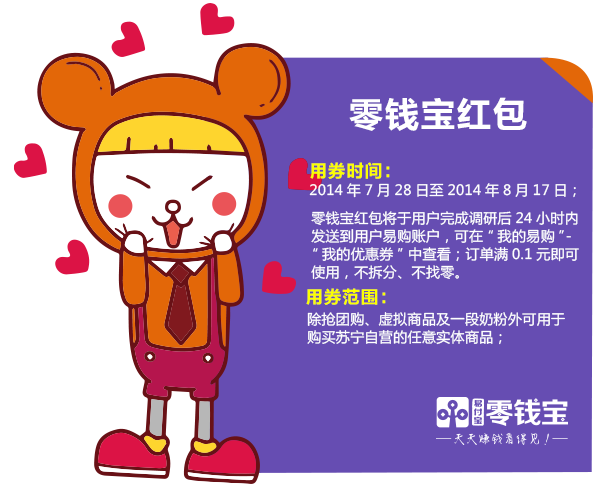 零钱宝红包
用券时间：
2014 年 7 月 28 日至 2014 年 8 月 17 日；
零钱宝红包将于用户完成调研后 24 小时内
发送到用户易购账户，可在“我的易购”-
“我的优惠券”中查看；订单满 0.1 元即可
使用，不拆分、不找零。
用券范围：
除抢团购、虚拟商品及一段奶粉外可用于
购买苏宁自营的任意实体商品；
易付宝 零钱宝
—天天赚钱看得见！—